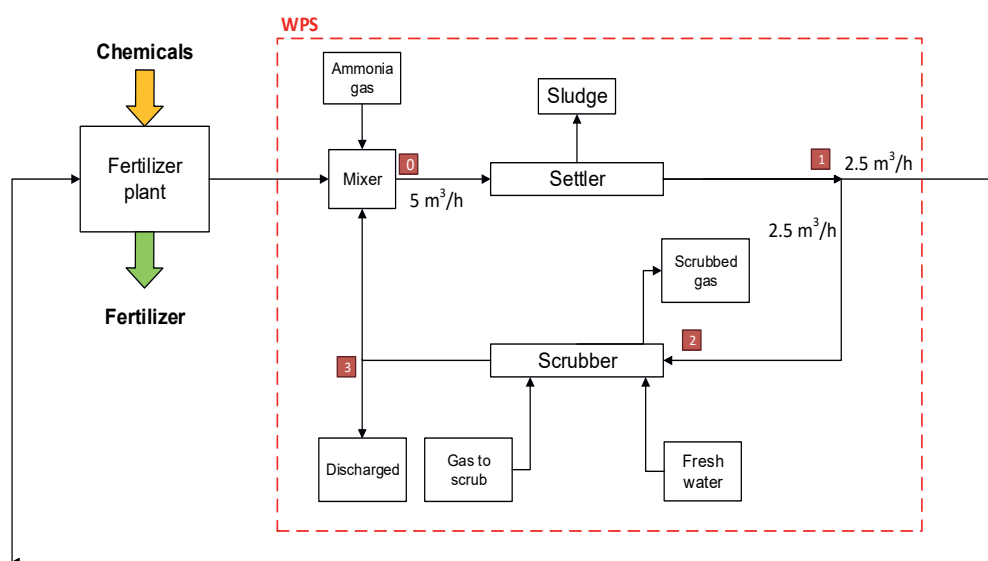 WPS
Chemicals
Ammonia
gas
Sludge
Fertilizer
plant
Mixer
0
5 m³/h
Settler
1
2.5 m³/h
2.5 m³/h
Scrubbed
gas
Fertilizer
Scrubber
2
3
Discharged
Gas to
scrub
Fresh
water